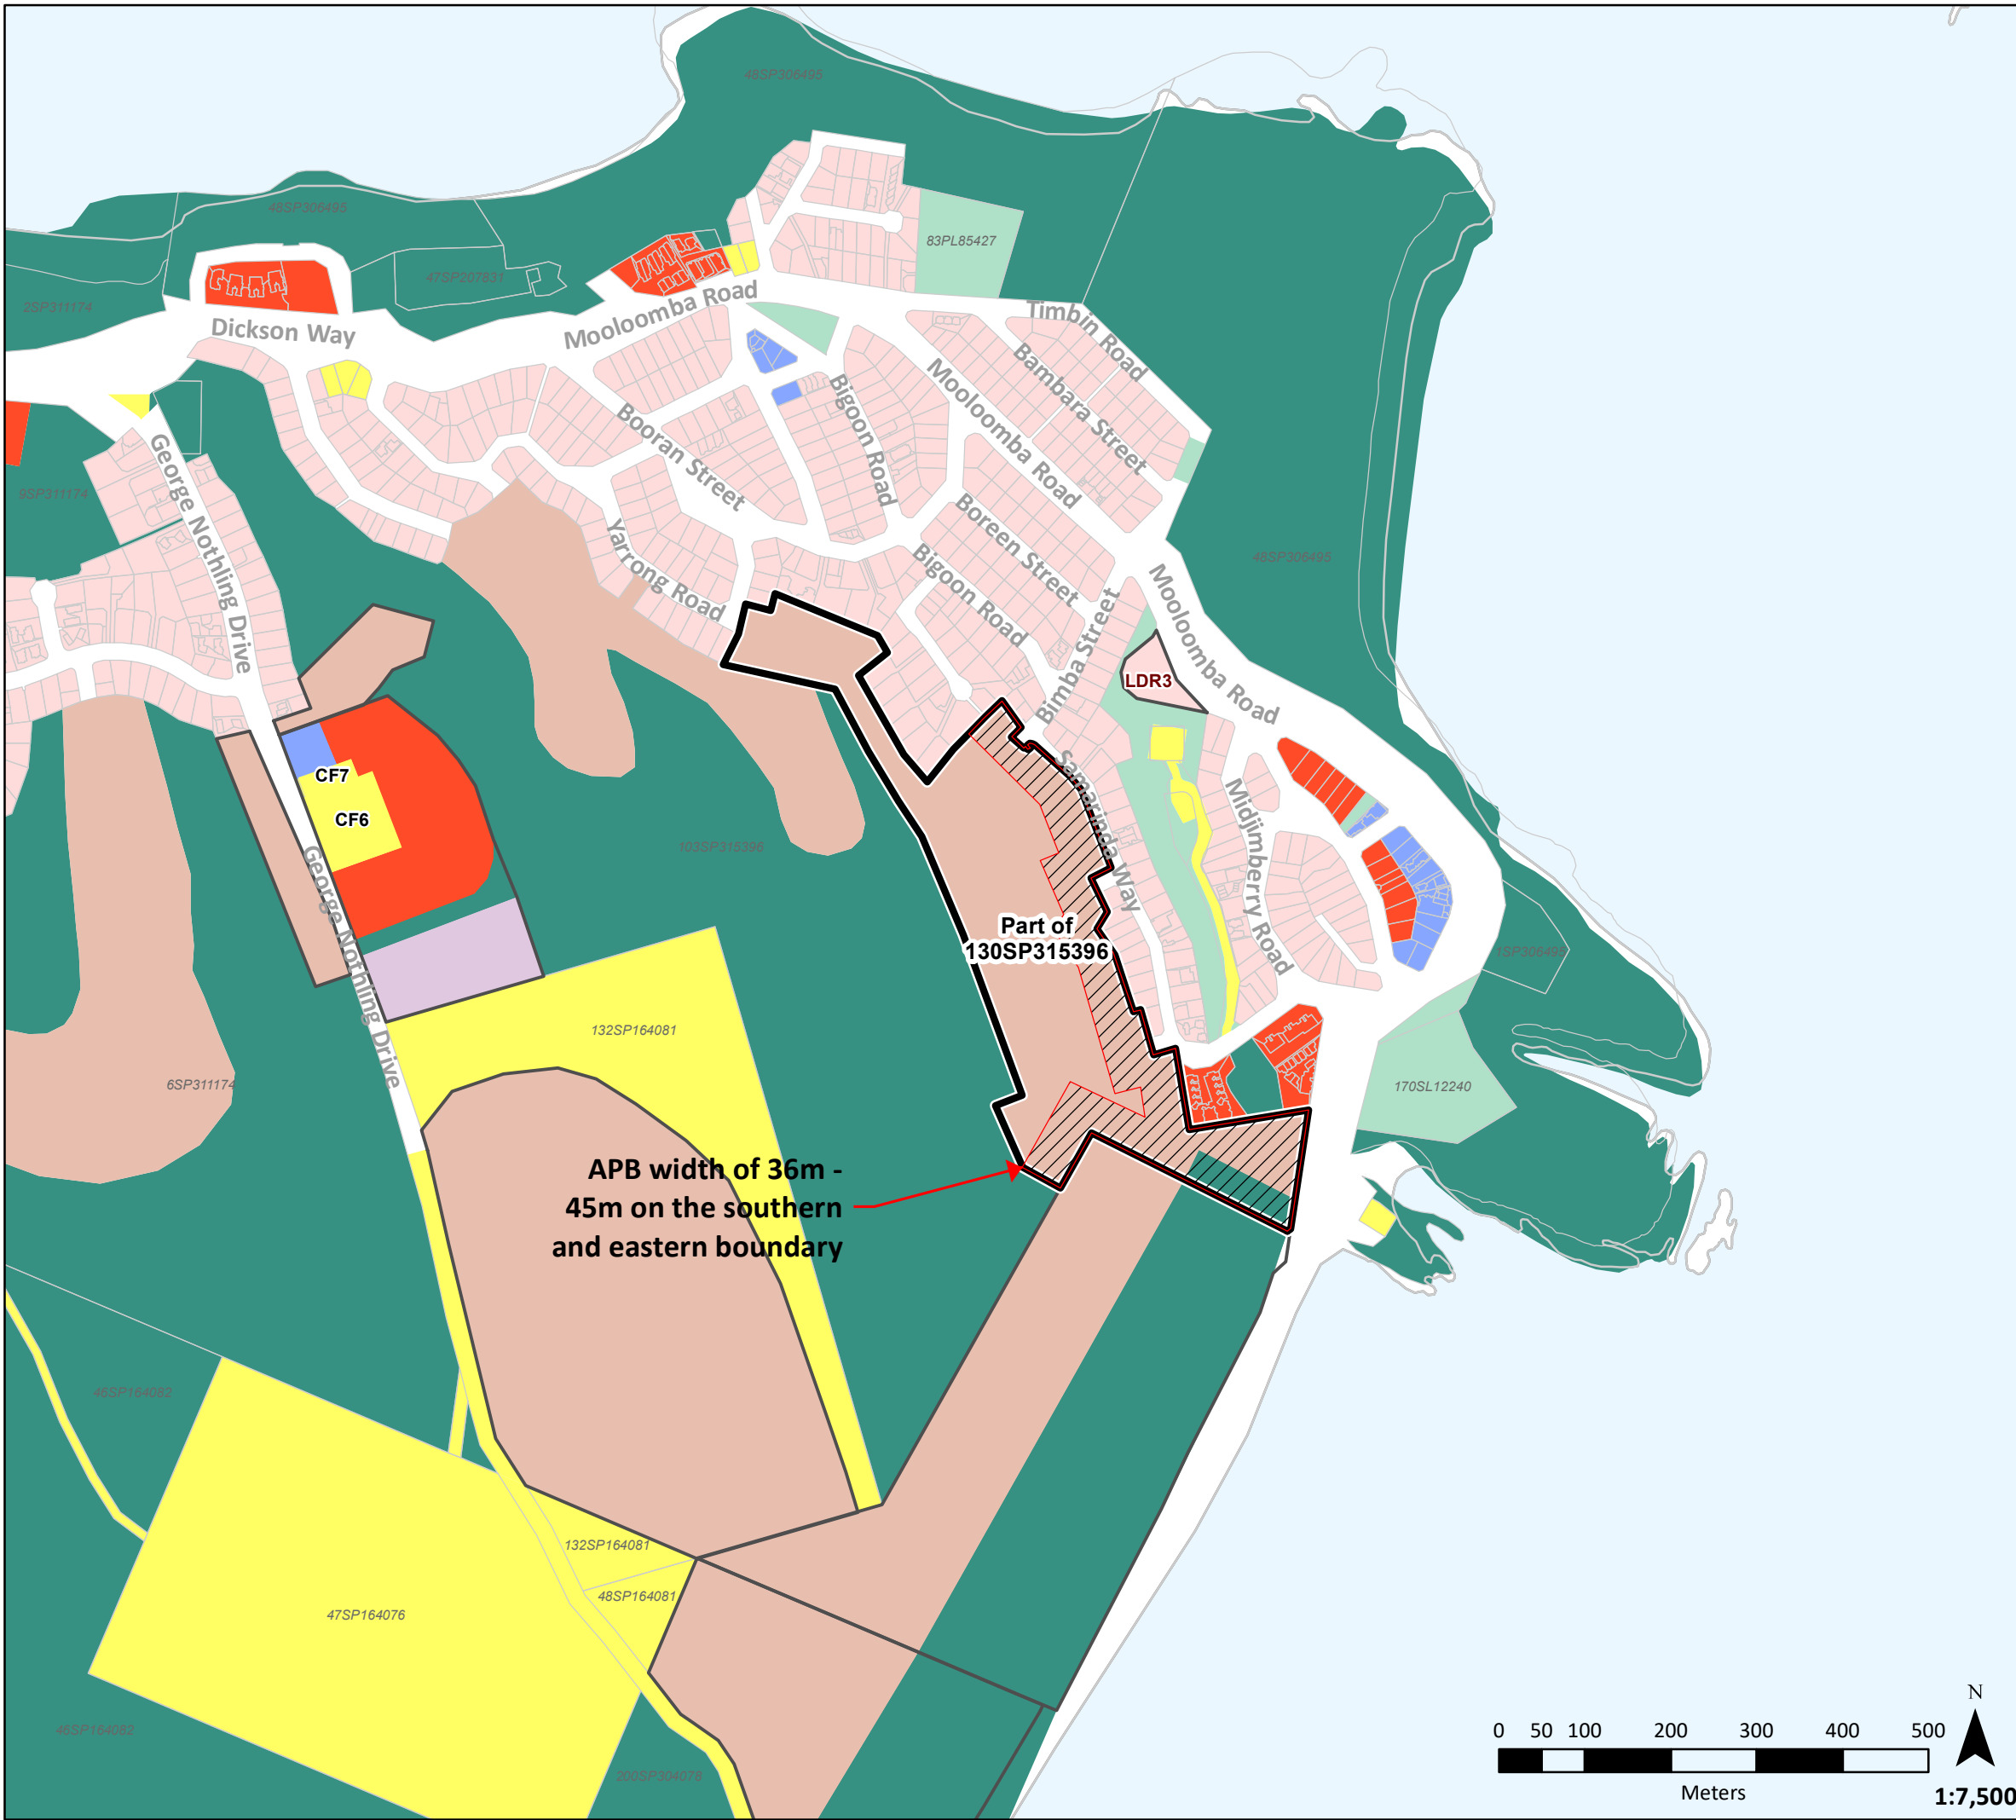 48SP306495
48SP306495
83PL85427
47SP207831
2SP311174
Timbin Road
Mooloomba Road
Dickson Way
Bambara Street
Mooloomba Road
Bigoon Road
Booran Street
George Nothling Drive
9SP311174
Boreen Street
48SP306495
Yarrong Road
Bigoon Road
Mooloomba Road
Bimba Street
LDR3
CF7
CF6
Samarinda Way
Midjimberry Road
103SP315396
George Nothling Drive
Part of
130SP315396
1SP306495
132SP164081
6SP311174
170SL12240
APB width of 36m -
45m on the southern
and eastern boundary
46SP164082
132SP164081
48SP164081
47SP164076
46SP164082
200SP304078
N
0 50 100 200 300 400 500
Meters
1:7,500